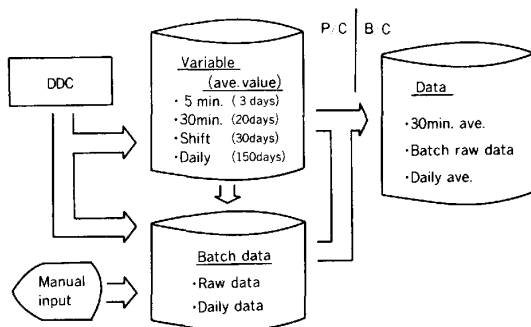 P/C B/C
DDC
Variable
(ave. value)
・5 min. (3 days)
・30min. (20days)
・Shift (30days)
・Daily (150days)
Data
・30min. ave.
・Batch raw data
・Daily ave.
Batch data
・Raw data
・Daily data
Manual
input